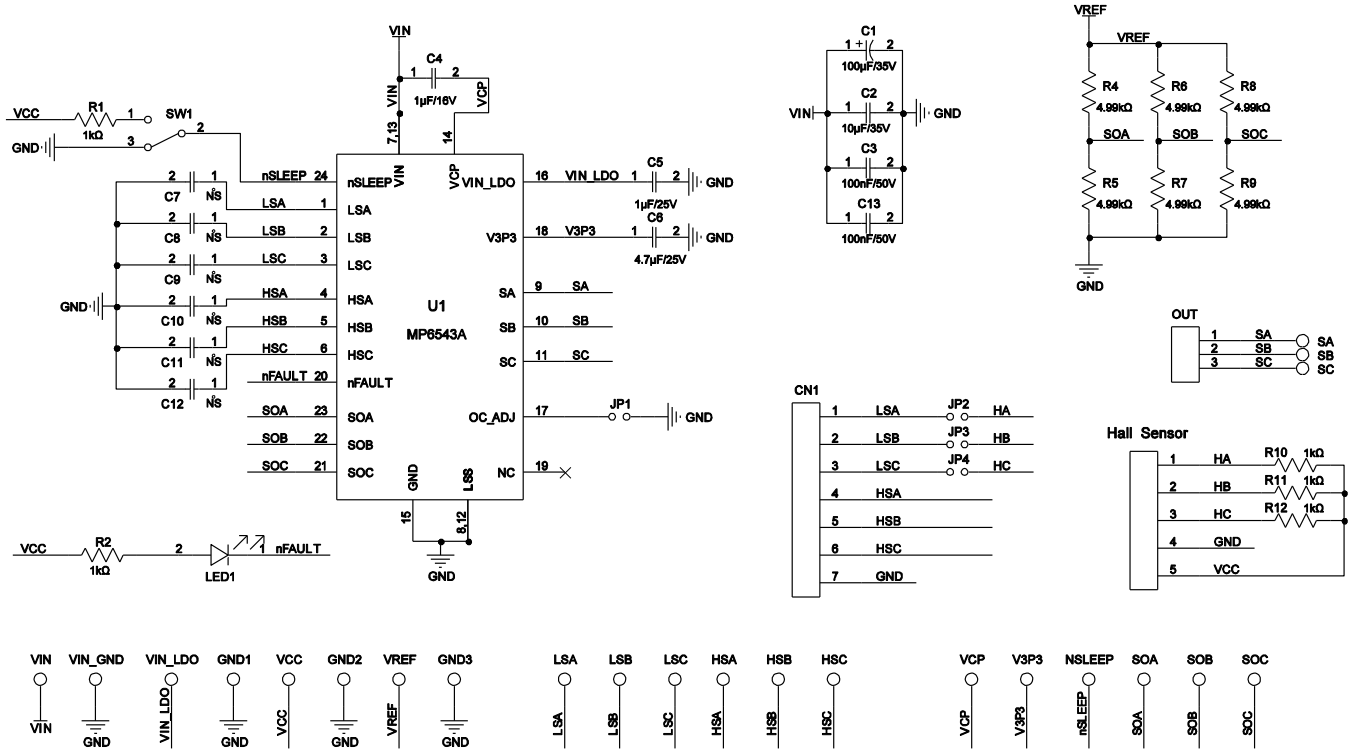 VIN
C4
1 2
1µF/16V
VIN
VCP
7,13
14
VCC
R1
1kΩ
1
SW1
2
3
GND
C1
1 + 2
100µF/35V
C2
1 2
10µF/35V
VIN
GND
C3
1 2
100nF/50V
C13
1 2
100nF/50V
VREF
VREF
R4
4.99kΩ
R6
4.99kΩ
R8
4.99kΩ
SOA
SOB
SOC
R5
4.99kΩ
R7
4.99kΩ
R9
4.99kΩ
GND
2 1
C7
NS
2 1
C8
NS
2 1
C9
NS
GND
2 1
C10
NS
2 1
C11
NS
2 1
C12
NS
nSLEEP 24
LSA 1
LSB 2
LSC 3
HSA 4
HSB 5
HSC 6
nFAULT 20
SOA 23
SOB 22
SOC 21
nSLEEP
VIN
VCP
VIN_LDO
LSA
LSB
V3P3
LSC
HSA
SA
U1
HSB
SB
MP6543A
HSC
SC
nFAULT
SOA
OC_ADJ
SOB
SOC
GND
LSS
NC
15
8,12
GND
16 VIN_LDO
1 C5 2
GND
1µF/25V
18 V3P3
1 C6 2
GND
4.7µF/25V
9 SA
10 SB
11 SC
17
JP1
GND
19
VCC
R2
1kΩ
2
LED1
1 nFAULT
CN1
1 LSA JP2 HA
2 LSB JP3 HB
3 LSC JP4 HC
4 HSA
5 HSB
6 HSC
7 GND
OUT
1 SA SA
2 SB SB
3 SC SC
Hall Sensor
1 HA R10 1kΩ
2 HB R11 1kΩ
3 HC R12 1kΩ
4 GND
5 VCC
VIN VIN_GND VIN_LDO GND1 VCC GND2 VREF GND3 LSA LSB LSC HSA HSB HSC VCP V3P3 NSLEEP SOA SOB SOC
VIN GND VIN_LDO GND VCC GND VREF GND LSA LSB LSC HSA HSB HSC VCP V3P3 nSLEEP SOA SOB SOC